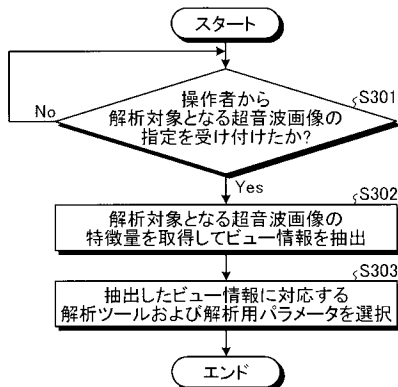 スタート
操作者から
解析対象となる超音波画像の
指定を受け付けたか?
S301
No
Yes
S302
解析対象となる超音波画像の
特徴量を取得してビュー情報を抽出
S303
抽出したビュー情報に対応する
解析ツールおよび解析用パラメータを選択
エンド